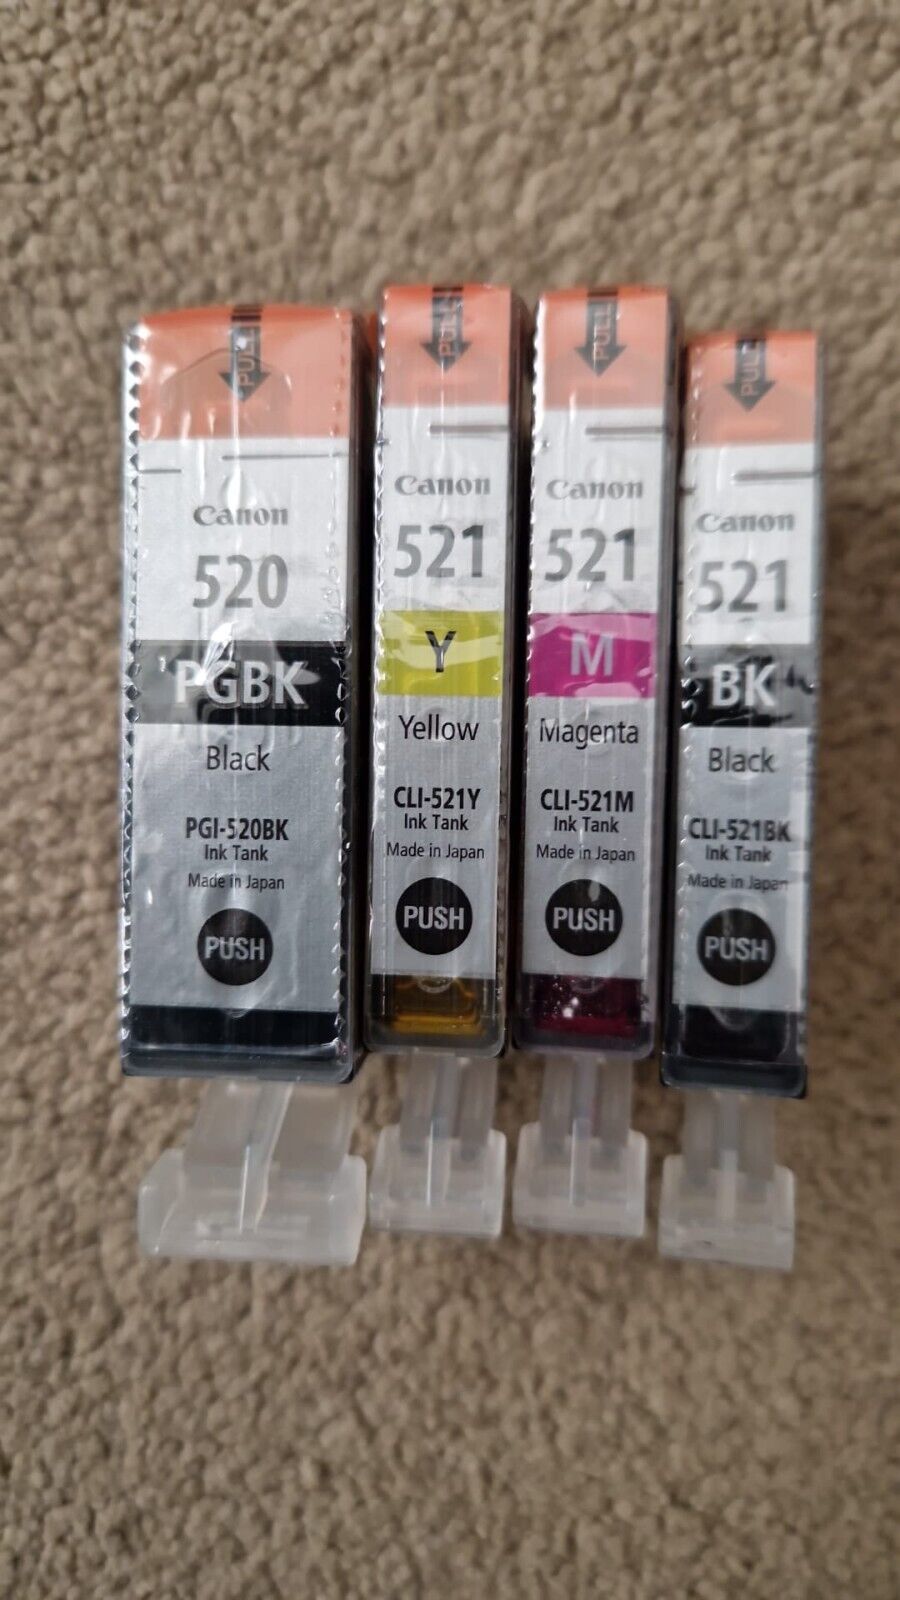 PULL
Canon
520
PGBK
Black
PGI-520BK
Ink Tank
Made in Japan
PUSH
PULL
Canon
521
Y
Yellow
CLI-521Y
Ink Tank
Made in Japan
PUSH
PULL
Canon
521
M
Magenta
CLI-521M
Ink Tank
Made in Japan
PUSH
PULL
Canon
521
BK
Black
CLI-521BK
Ink Tank
Made in Japan
PUSH